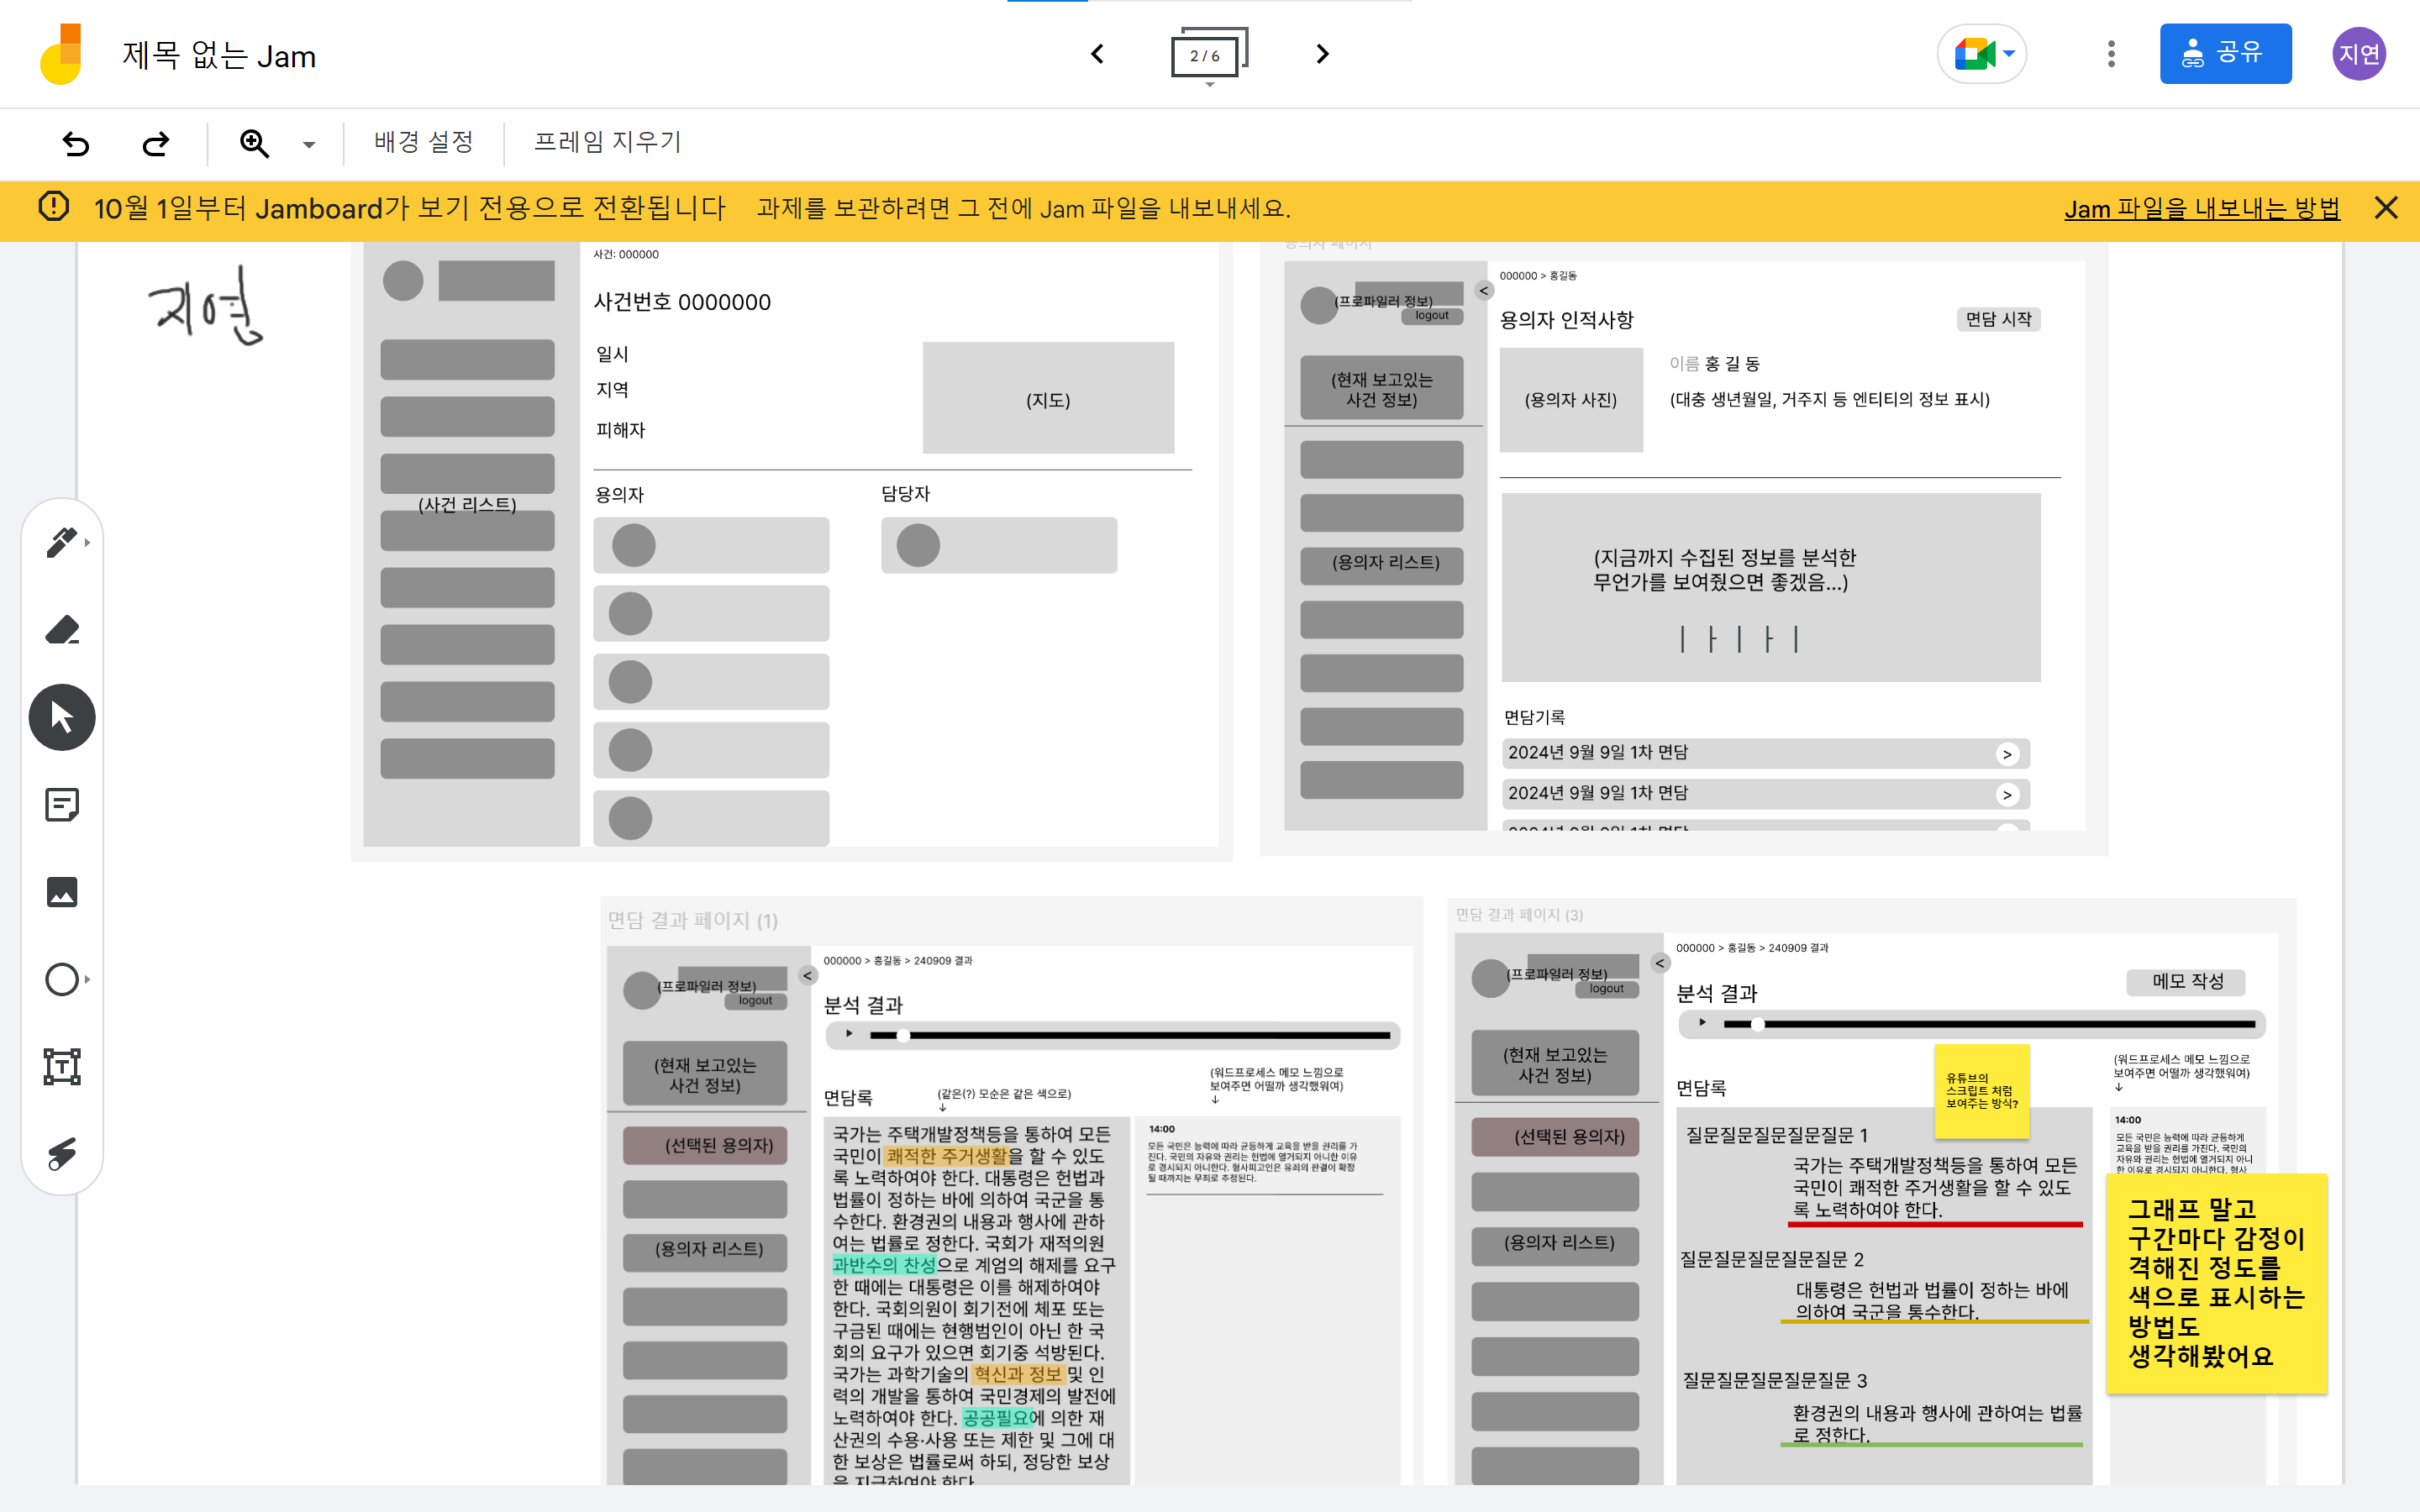 제목 없는 Jam
2 / 6
공유
지연
배경 설정
프레임 지우기
10월 1일부터 Jamboard가 보기 전용으로 전환됩니다 과제를 보관하려면 그 전에 Jam 파일을 내보내세요.
Jam 파일을 내보내는 방법
지연
사건: 000000
사건번호 0000000
일시
지역
피해자
(지도)
용의자
담당자
(사건 리스트)
용의자 페이지
000000 > 홍길동
(프로파일러 정보)
logout
<
용의자 인적사항
면담 시작
(현재 보고있는
사건 정보)
(용의자 사진)
이름 홍 길 동
(대충 생년월일, 거주지 등 엔티티의 정보 표시)
(용의자 리스트)
(지금까지 수집된 정보를 분석한
무언가를 보여줬으면 좋겠음...)
ㅣㅏㅣㅏㅣ
면담기록
2024년 9월 9일 1차 면담
>
2024년 9월 9일 1차 면담
>
2024년 9월 9일 1차 면담
면담 결과 페이지 (1)
000000 > 홍길동 > 240909 결과
(프로파일러 정보)
logout
<
분석 결과
(현재 보고있는
사건 정보)
(워드프로세스 메모 느낌으로
보여주면 어떨까 생각했워여)
↓
면담록
(같은(?) 모순은 같은 색으로)
↓
(선택된 용의자)
(용의자 리스트)
국가는 주택개발정책등을 통하여 모든
국민이 쾌적한 주거생활을 할 수 있도
록 노력하여야 한다. 대통령은 헌법과
법률이 정하는 바에 의하여 국군을 통
수한다. 환경권의 내용과 행사에 관하
여는 법률로 정한다. 국회가 재적의원
과반수의 찬성으로 계엄의 해제를 요구
한 때에는 대통령은 이를 해제하여야
한다. 국회의원이 회기전에 체포 또는
구금된 때에는 현행범인이 아닌 한 국
회의 요구가 있으면 회기중 석방된다.
국가는 과학기술의 혁신과 정보 및 인
력의 개발을 통하여 국민경제의 발전에
노력하여야 한다. 공공필요에 의한 재
산권의 수용·사용 또는 제한 및 그에 대
한 보상은 법률로써 하되, 정당한 보상
을 지급하여야 한다.
14:00
모든 국민은 능력에 따라 균등하게 교육을 받을 권리를 가
진다. 국민의 자유와 권리는 헌법에 열거되지 아니한 이유
로 경시되지 아니한다. 형사피고인은 유죄의 판결이 확정
될 때까지는 무죄로 추정된다.
면담 결과 페이지 (3)
000000 > 홍길동 > 240909 결과
(프로파일러 정보)
logout
<
분석 결과
메모 작성
(현재 보고있는
사건 정보)
(워드프로세스 메모 느낌으로
보여주면 어떨까 생각했워여)
↓
면담록
유튜브의
스크립트 처럼
보여주는 방식?
(선택된 용의자)
(용의자 리스트)
질문질문질문질문질문 1
국가는 주택개발정책등을 통하여 모든
국민이 쾌적한 주거생활을 할 수 있도
록 노력하여야 한다.
질문질문질문질문질문 2
대통령은 헌법과 법률이 정하는 바에
의하여 국군을 통수한다.
질문질문질문질문질문 3
환경권의 내용과 행사에 관하여는 법률
로 정한다.
14:00
모든 국민은 능력에 따라 균등하게
교육을 받을 권리를 가진다. 국민의
자유와 권리는 헌법에 열거되지 아니
한 이유로 경시되지 아니한다. 형사
그래프 말고
구간마다 감정이
격해진 정도를
색으로 표시하는
방법도
생각해봤어요